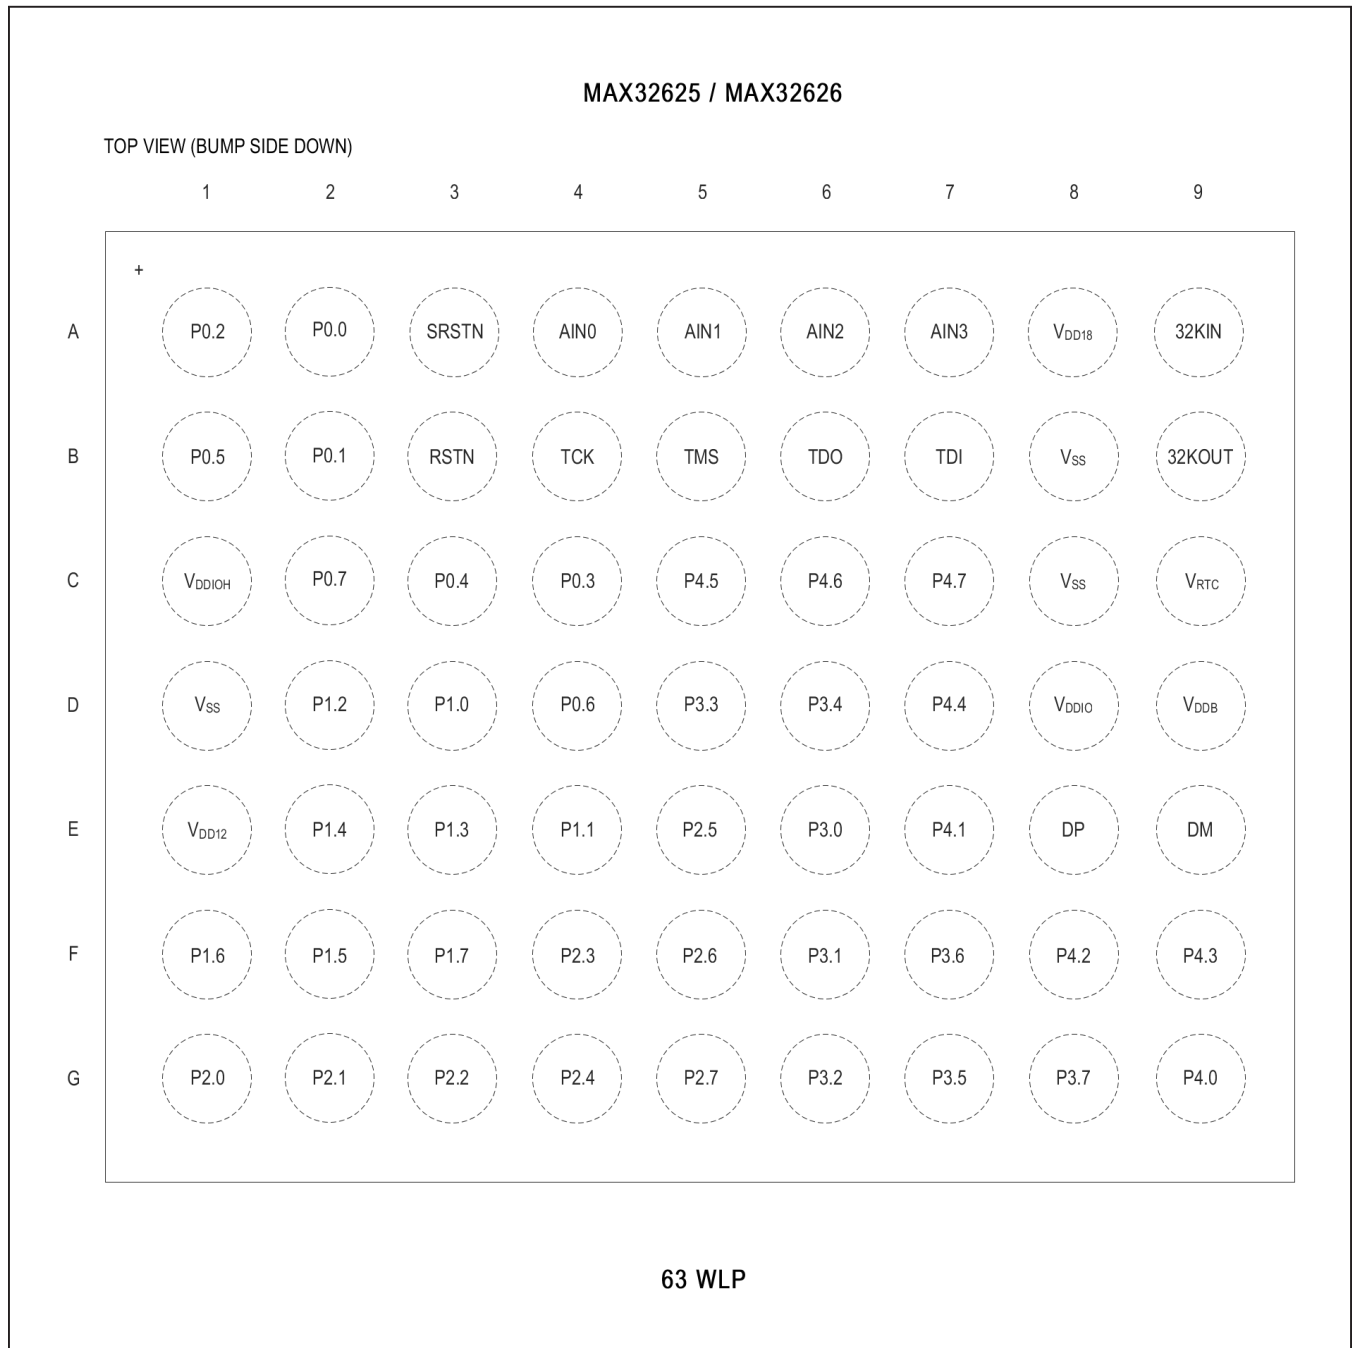 MAX32625 / MAX32626
TOP VIEW (BUMP SIDE DOWN)
1 2 3 4 5 6 7 8 9
+
A P0.2 P0.0 SRSTN AIN0 AIN1 AIN2 AIN3 VDD18 32KIN
B P0.5 P0.1 RSTN TCK TMS TDO TDI VSS 32KOUT
C VDDIOH P0.7 P0.4 P0.3 P4.5 P4.6 P4.7 VSS VRTC
D VSS P1.2 P1.0 P0.6 P3.3 P3.4 P4.4 VDDIO VDDB
E VDD12 P1.4 P1.3 P1.1 P2.5 P3.0 P4.1 DP DM
F P1.6 P1.5 P1.7 P2.3 P2.6 P3.1 P3.6 P4.2 P4.3
G P2.0 P2.1 P2.2 P2.4 P2.7 P3.2 P3.5 P3.7 P4.0
63 WLP